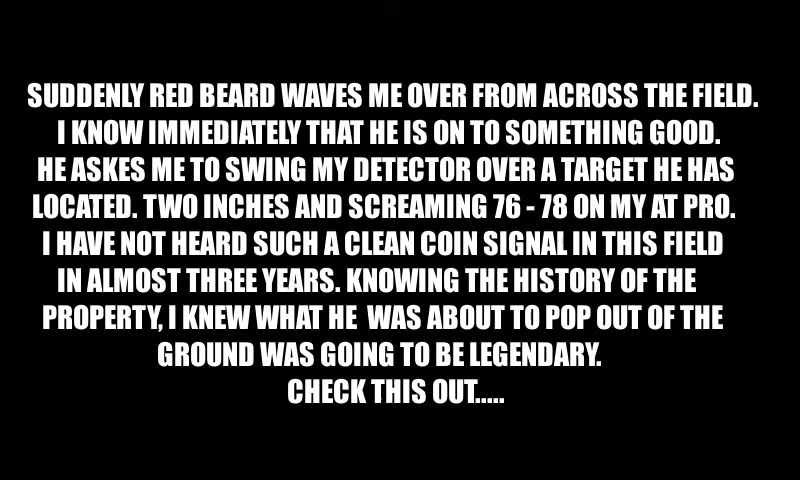 SUDDENLY RED BEARD WAVES ME OVER FROM ACROSS THE FIELD.
I KNOW IMMEDIATELY THAT HE IS ON TO SOMETHING GOOD.
HE ASKES ME TO SWING MY DETECTOR OVER A TARGET HE HAS
LOCATED. TWO INCHES AND SCREAMING 76 - 78 ON MY AT PRO.
I HAVE NOT HEARD SUCH A CLEAN COIN SIGNAL IN THIS FIELD
IN ALMOST THREE YEARS. KNOWING THE HISTORY OF THE
PROPERTY, I KNEW WHAT HE WAS ABOUT TO POP OUT OF THE
GROUND WAS GOING TO BE LEGENDARY.
CHECK THIS OUT.....